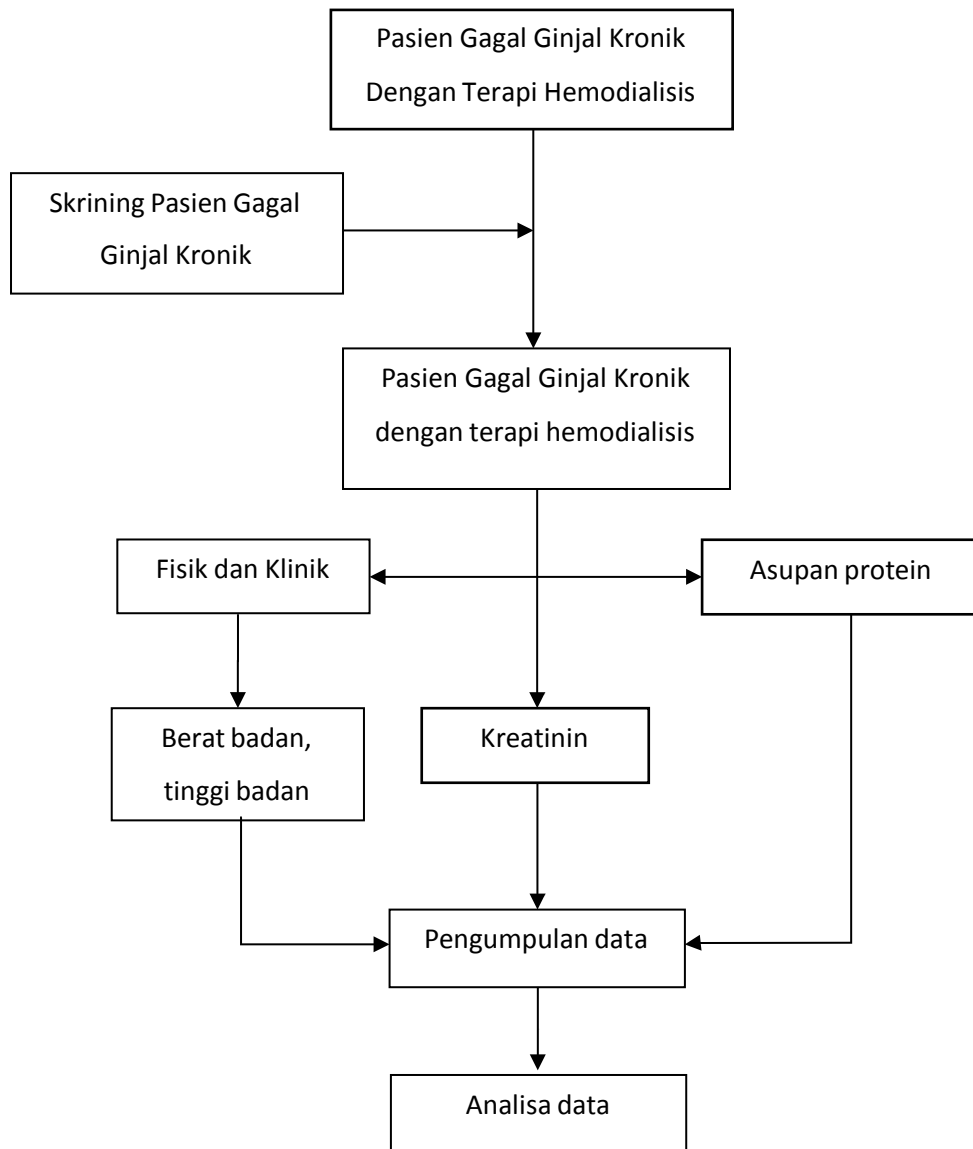 Pasien Gagal Ginjal Kronik
Dengan Terapi Hemodialisis
Skrining Pasien Gagal
Ginjal Kronik
Pasien Gagal Ginjal Kronik
dengan terapi hemodialisis
Fisik dan Klinik
Asupan protein
Berat badan,
tinggi badan
Kreatinin
Pengumpulan data
Analisa data